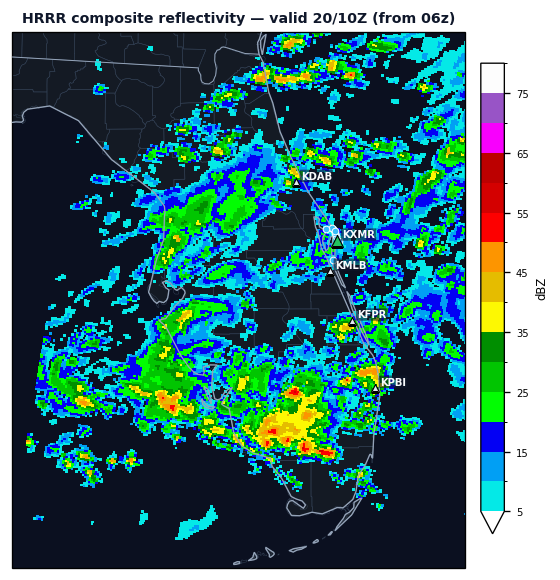 HRRR composite reflectivity — valid 20/10Z (from 06z)
KDAB
KXMR
KMLB
KFPR
KPBI
75
65
55
45
35
25
15
5
dBZ